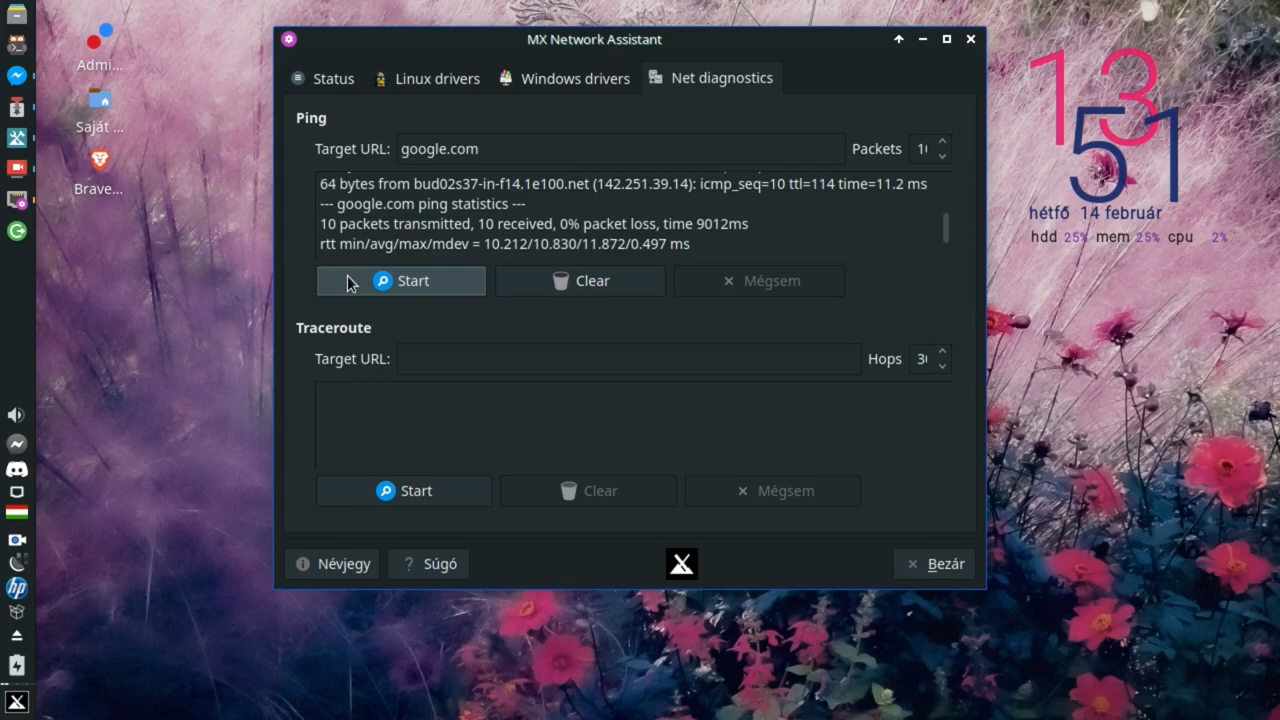 MX Network Assistant
Status
Linux drivers
Windows drivers
Net diagnostics
Ping
Target URL: google.com
Packets
64 bytes from bud02s37-in-f14.1e100.net (142.251.39.14): icmp_seq=10 ttl=114 time=11.2 ms
--- google.com ping statistics ---
10 packets transmitted, 10 received, 0% packet loss, time 9012ms
rtt min/avg/max/mdev = 10.212/10.830/11.872/0.497 ms
Start
Clear
Mégsem
Traceroute
Target URL:
Hops
Start
Clear
Mégsem
Névjegy
Súgó
Bezár
Admi...
Saját ...
Brave...
hp
13
51
hétfő 14 február
hdd 25% mem 25% cpu 2%